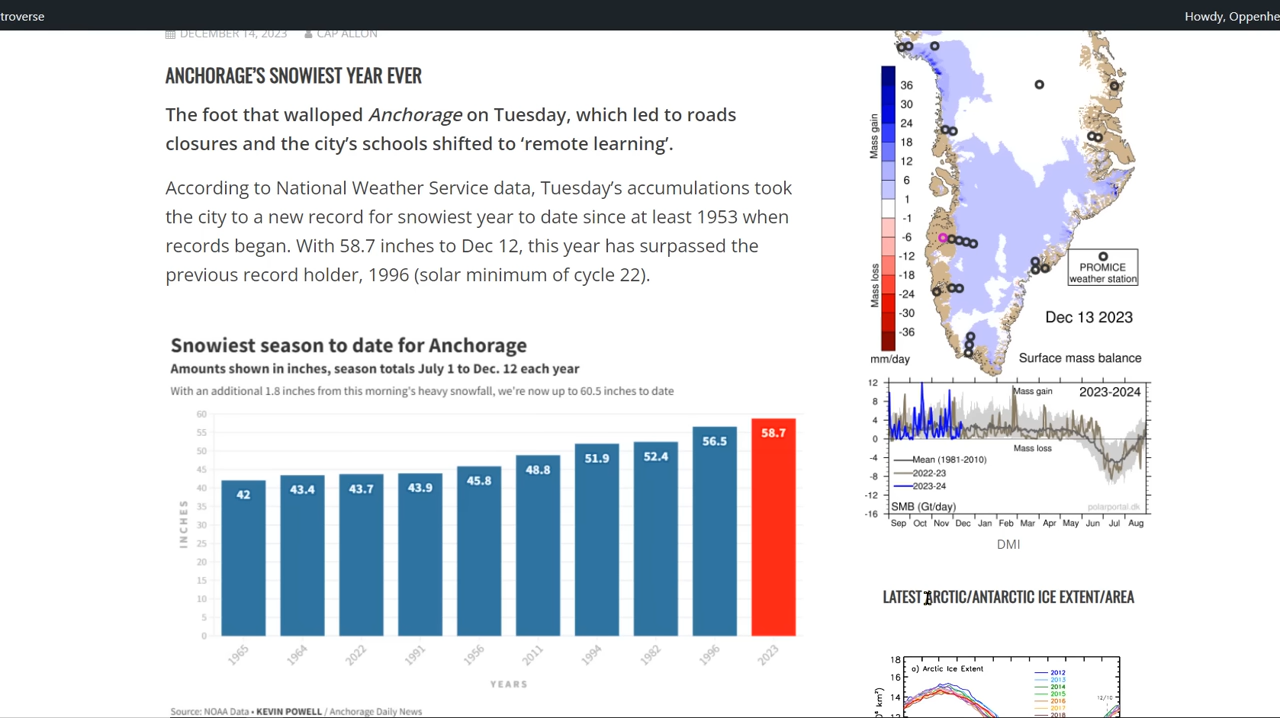 troverse
Howdy, Oppenhe
DECEMBER 14, 2023 CAP ALLON
ANCHORAGE'S SNOWIEST YEAR EVER
The foot that walloped Anchorage on Tuesday, which led to roads
closures and the city's schools shifted to ‘remote learning’.
According to National Weather Service data, Tuesday's accumulations took
the city to a new record for snowiest year to date since at least 1953 when
records began. With 58.7 inches to Dec 12, this year has surpassed the
previous record holder, 1996 (solar minimum of cycle 22).
Snowiest season to date for Anchorage
Amounts shown in inches, season totals July 1 to Dec. 12 each year
With an additional 1.8 inches from this morning's heavy snowfall, we're now up to 60.5 inches to date
60
55
50
45
40
35
30
25
20
15
10
5
0
INCHES
42
43.4
43.7
43.9
45.8
48.8
51.9
52.4
56.5
58.7
1965
1964
2022
1991
1956
2011
1994
1982
1996
2023
YEARS
Source: NOAA Data • KEVIN POWELL / Anchorage Daily News
Mass gain
Mass loss
36
30
24
18
12
6
1
-1
-6
-12
-18
-24
-30
-36
mm/day
PROMICE
weather station
Dec 13 2023
Surface mass balance
12
8
4
0
-4
-8
-12
-16
Mass gain
2023-2024
Mass loss
Mean (1981-2010)
2022-23
2023-24
SMB (Gt/day)
polarportal.dk
Sep Oct Nov Dec Jan Feb Mar Apr May Jun Jul Aug
DMI
LATEST ARCTIC/ANTARCTIC ICE EXTENT/AREA
18
16
14
12
km²)
a) Arctic Ice Extent
2012
2013
2014
2015
2016
2017
2018
12/10